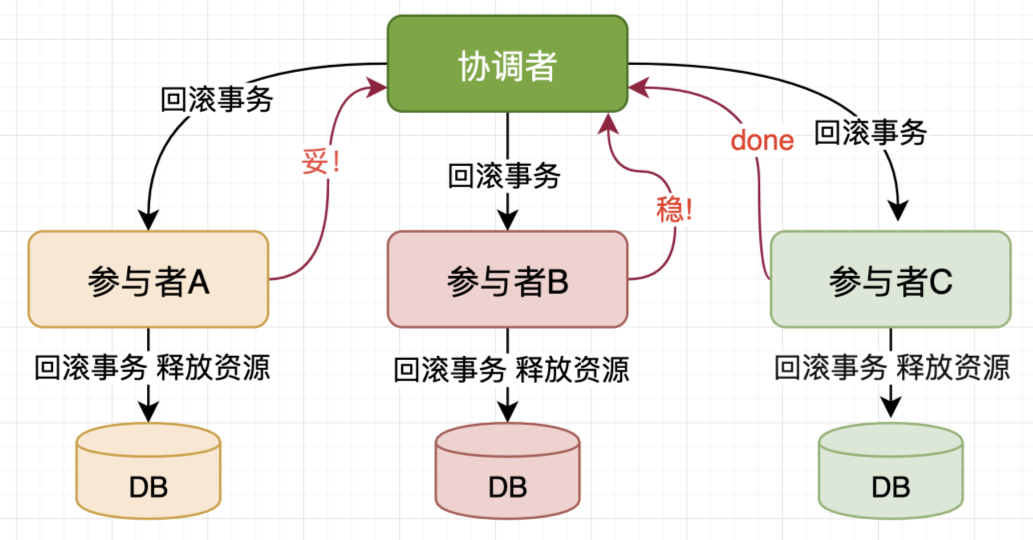 协调者
回滚事务
妥!
回滚事务
稳!
done
回滚事务
参与者A
参与者B
参与者C
回滚事务 释放资源
回滚事务 释放资源
回滚事务 释放资源
DB
DB
DB